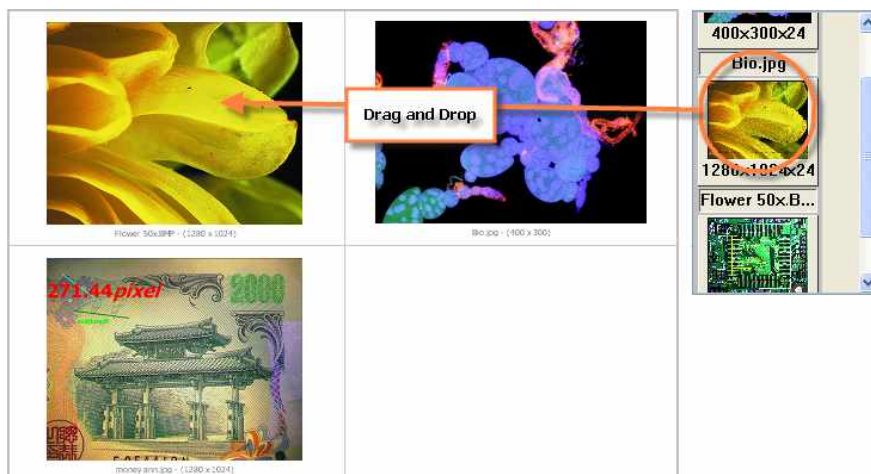 Drag and Drop
Flower 50x.BMP - (1280 x 1024)
Bio.jpg - (400 x 300)
271.44pixel
2000
money ann.jpg - (1280 x 1024)
400x300x24
Bio.jpg
1280x1024x24
Flower 50x.B...